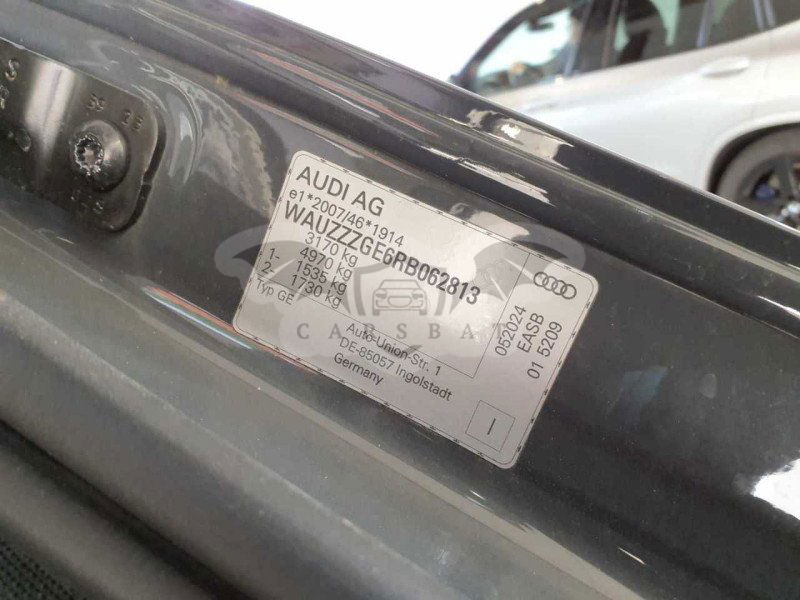 AUDI AG
e1*2007/46*1914
WAUZZZGE6RB062813
3170 kg
4970 kg
1- 1535 kg
2- 1730 kg
Typ GE
Auto-Union-Str. 1
DE-85057 Ingolstadt
Germany
052024
EASB
01 5209
I
CARSBAT